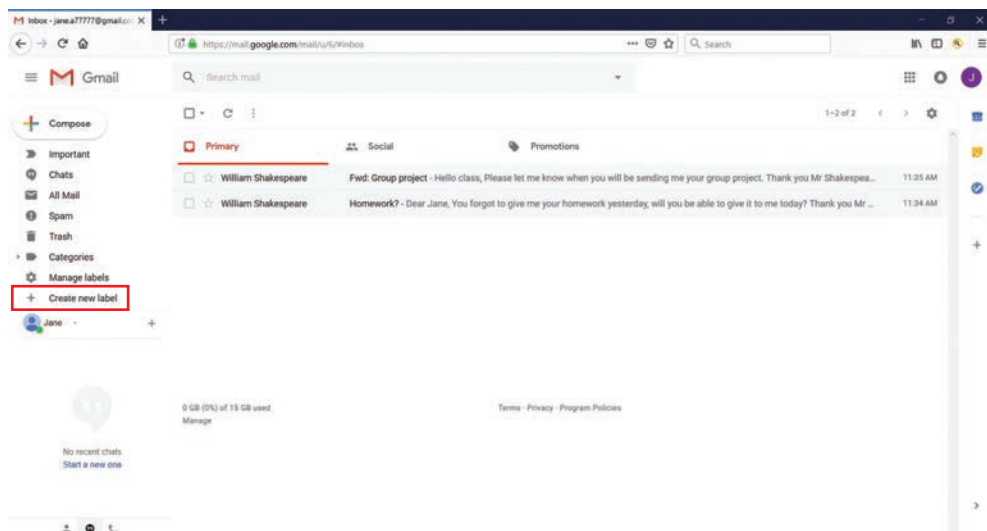 Inbox - jane.a77777@gmail.co
https://mail.google.com/mail/u/6/#inbox
Search
Gmail
Search mail
J
Compose
1-2 of 2
Important
Chats
All Mail
Spam
Trash
Categories
Manage labels
Create new label
Jane
Primary
Social
Promotions
William Shakespeare Fwd: Group project - Hello class, Please let me know when you will be sending me your group project. Thank you Mr Shakespea... 11:35 AM
William Shakespeare Homework? - Dear Jane, You forgot to give me your homework yesterday, will you be able to give it to me today? Thank you Mr ... 11:34 AM
0 GB (0%) of 15 GB used
Manage
Terms - Privacy - Program Policies
No recent chats
Start a new one